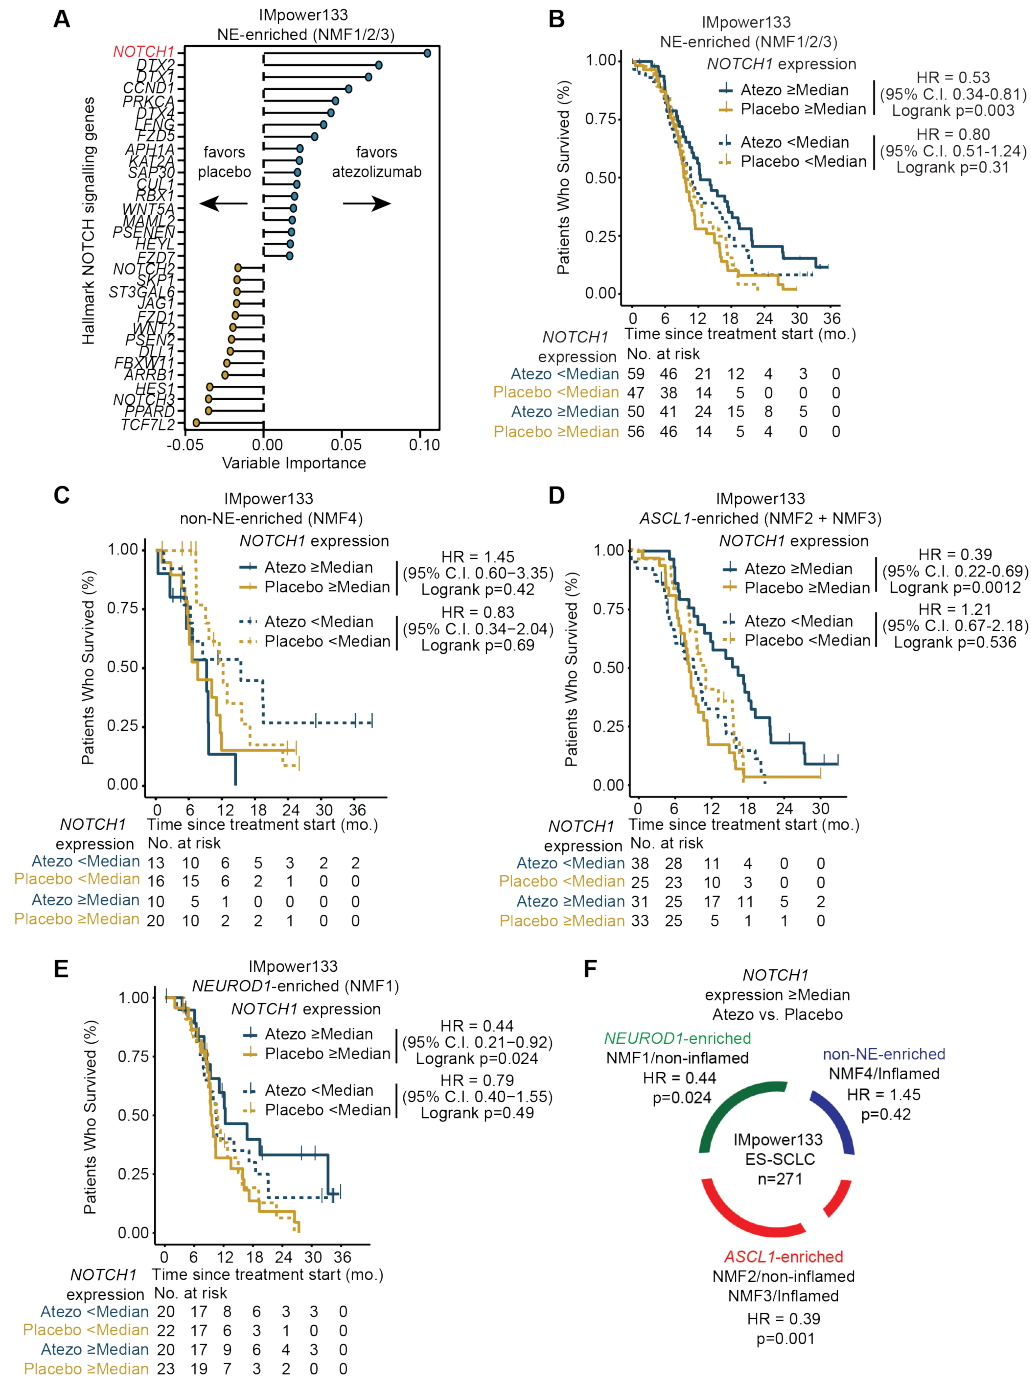 A
IMpower133
NE-enriched (NMF1/2/3)
Hallmark NOTCH signalling genes
NOTCH1
DTX2
DTX1
CCND1
PRKCA
DTX4
LFNG
FZD5
APH1A
KAT2A
SAP30
CUL1
RBX1
WNT5A
MAML2
PSENEN
HEYL
FZD7
NOTCH2
SKP1
ST3GAL6
JAG1
FZD1
WNT2
PSEN2
DLL1
FBXW11
ARRB1
HES1
NOTCH3
PPARD
TCF7L2
favors
placebo
favors
atezolizumab
-0.05 0.00 0.05 0.10
Variable Importance
B
IMpower133
NE-enriched (NMF1/2/3)
NOTCH1 expression
Atezo ≥Median
Placebo ≥Median
HR = 0.53
(95% C.I. 0.34-0.81)
Logrank p=0.003
Atezo <Median
Placebo <Median
HR = 0.80
(95% C.I. 0.51-1.24)
Logrank p=0.31
Patients Who Survived (%)
1.00
0.75
0.50
0.25
0.00
0 6 12 18 24 30 36
Time since treatment start (mo.)
NOTCH1
expression
No. at risk
Atezo <Median 59 46 21 12 4 3 0
Placebo <Median 47 38 14 5 0 0 0
Atezo ≥Median 50 41 24 15 8 5 0
Placebo ≥Median 56 46 14 5 4 0 0
C
IMpower133
non-NE-enriched (NMF4)
NOTCH1 expression
Atezo ≥Median
Placebo ≥Median
HR = 1.45
(95% C.I. 0.60−3.35)
Logrank p=0.42
Atezo <Median
Placebo <Median
HR = 0.83
(95% C.I. 0.34−2.04)
Logrank p=0.69
Patients Who Survived (%)
1.00
0.75
0.50
0.25
0.00
0 6 12 18 24 30 36
Time since treatment start (mo.)
NOTCH1
expression
No. at risk
Atezo <Median 13 10 6 5 3 2 2
Placebo <Median 16 15 6 2 1 0 0
Atezo ≥Median 10 5 1 0 0 0 0
Placebo ≥Median 20 10 2 2 1 0 0
D
IMpower133
ASCL1-enriched (NMF2 + NMF3)
NOTCH1 expression
Atezo ≥Median
Placebo ≥Median
HR = 0.39
(95% C.I. 0.22-0.69)
Logrank p=0.0012
Atezo <Median
Placebo <Median
HR = 1.21
(95% C.I. 0.67-2.18)
Logrank p=0.536
Patients Who Survived (%)
1.00
0.75
0.50
0.25
0.00
0 6 12 18 24 30
Time since treatment start (mo.)
NOTCH1
expression
No. at risk
Atezo <Median 38 28 11 4 0 0
Placebo <Median 25 23 10 3 0 0
Atezo ≥Median 31 25 17 11 5 2
Placebo ≥Median 33 25 5 1 1 0
E
IMpower133
NEUROD1-enriched (NMF1)
NOTCH1 expression
Atezo ≥Median
Placebo ≥Median
HR = 0.44
(95% C.I. 0.21−0.92)
Logrank p=0.024
Atezo <Median
Placebo <Median
HR = 0.79
(95% C.I. 0.40−1.55)
Logrank p=0.49
Patients Who Survived (%)
1.00
0.75
0.50
0.25
0.00
0 6 12 18 24 30 36
Time since treatment start (mo.)
NOTCH1
expression
No. at risk
Atezo <Median 20 17 8 6 3 3 0
Placebo <Median 22 17 6 3 1 0 0
Atezo ≥Median 20 17 9 6 4 3 0
Placebo ≥Median 23 19 7 3 2 0 0
F
NOTCH1
expression ≥Median
Atezo vs. Placebo
NEUROD1-enriched
NMF1/non-inflamed
HR = 0.44
p=0.024
non-NE-enriched
NMF4/Inflamed
HR = 1.45
p=0.42
IMpower133
ES-SCLC
n=271
ASCL1-enriched
NMF2/non-inflamed
NMF3/Inflamed
HR = 0.39
p=0.001